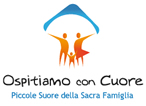 Ospitiamo con Cuore
Piccole Suore della Sacra Famiglia